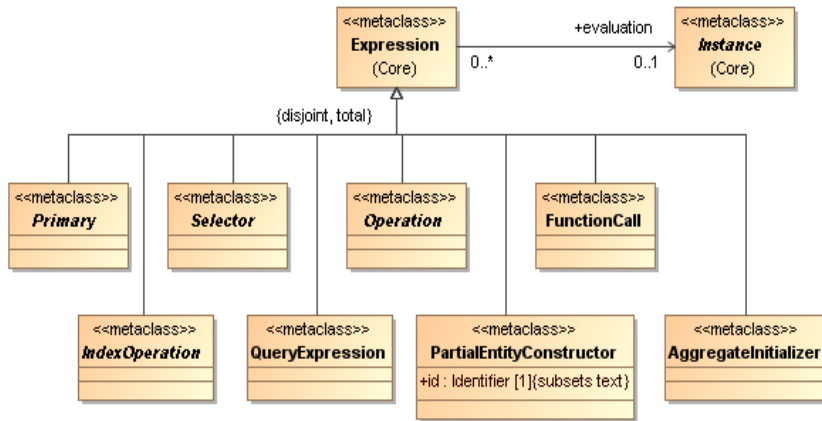 <<metaclass>>
Expression
(Core)
+evaluation
0..*
0..1
<<metaclass>>
Instance
(Core)
{disjoint, total}
<<metaclass>>
Primary
<<metaclass>>
Selector
<<metaclass>>
Operation
<<metaclass>>
FunctionCall
<<metaclass>>
IndexOperation
<<metaclass>>
QueryExpression
<<metaclass>>
PartialEntityConstructor
+id : Identifier [1]{subsets text}
<<metaclass>>
AggregateInitializer